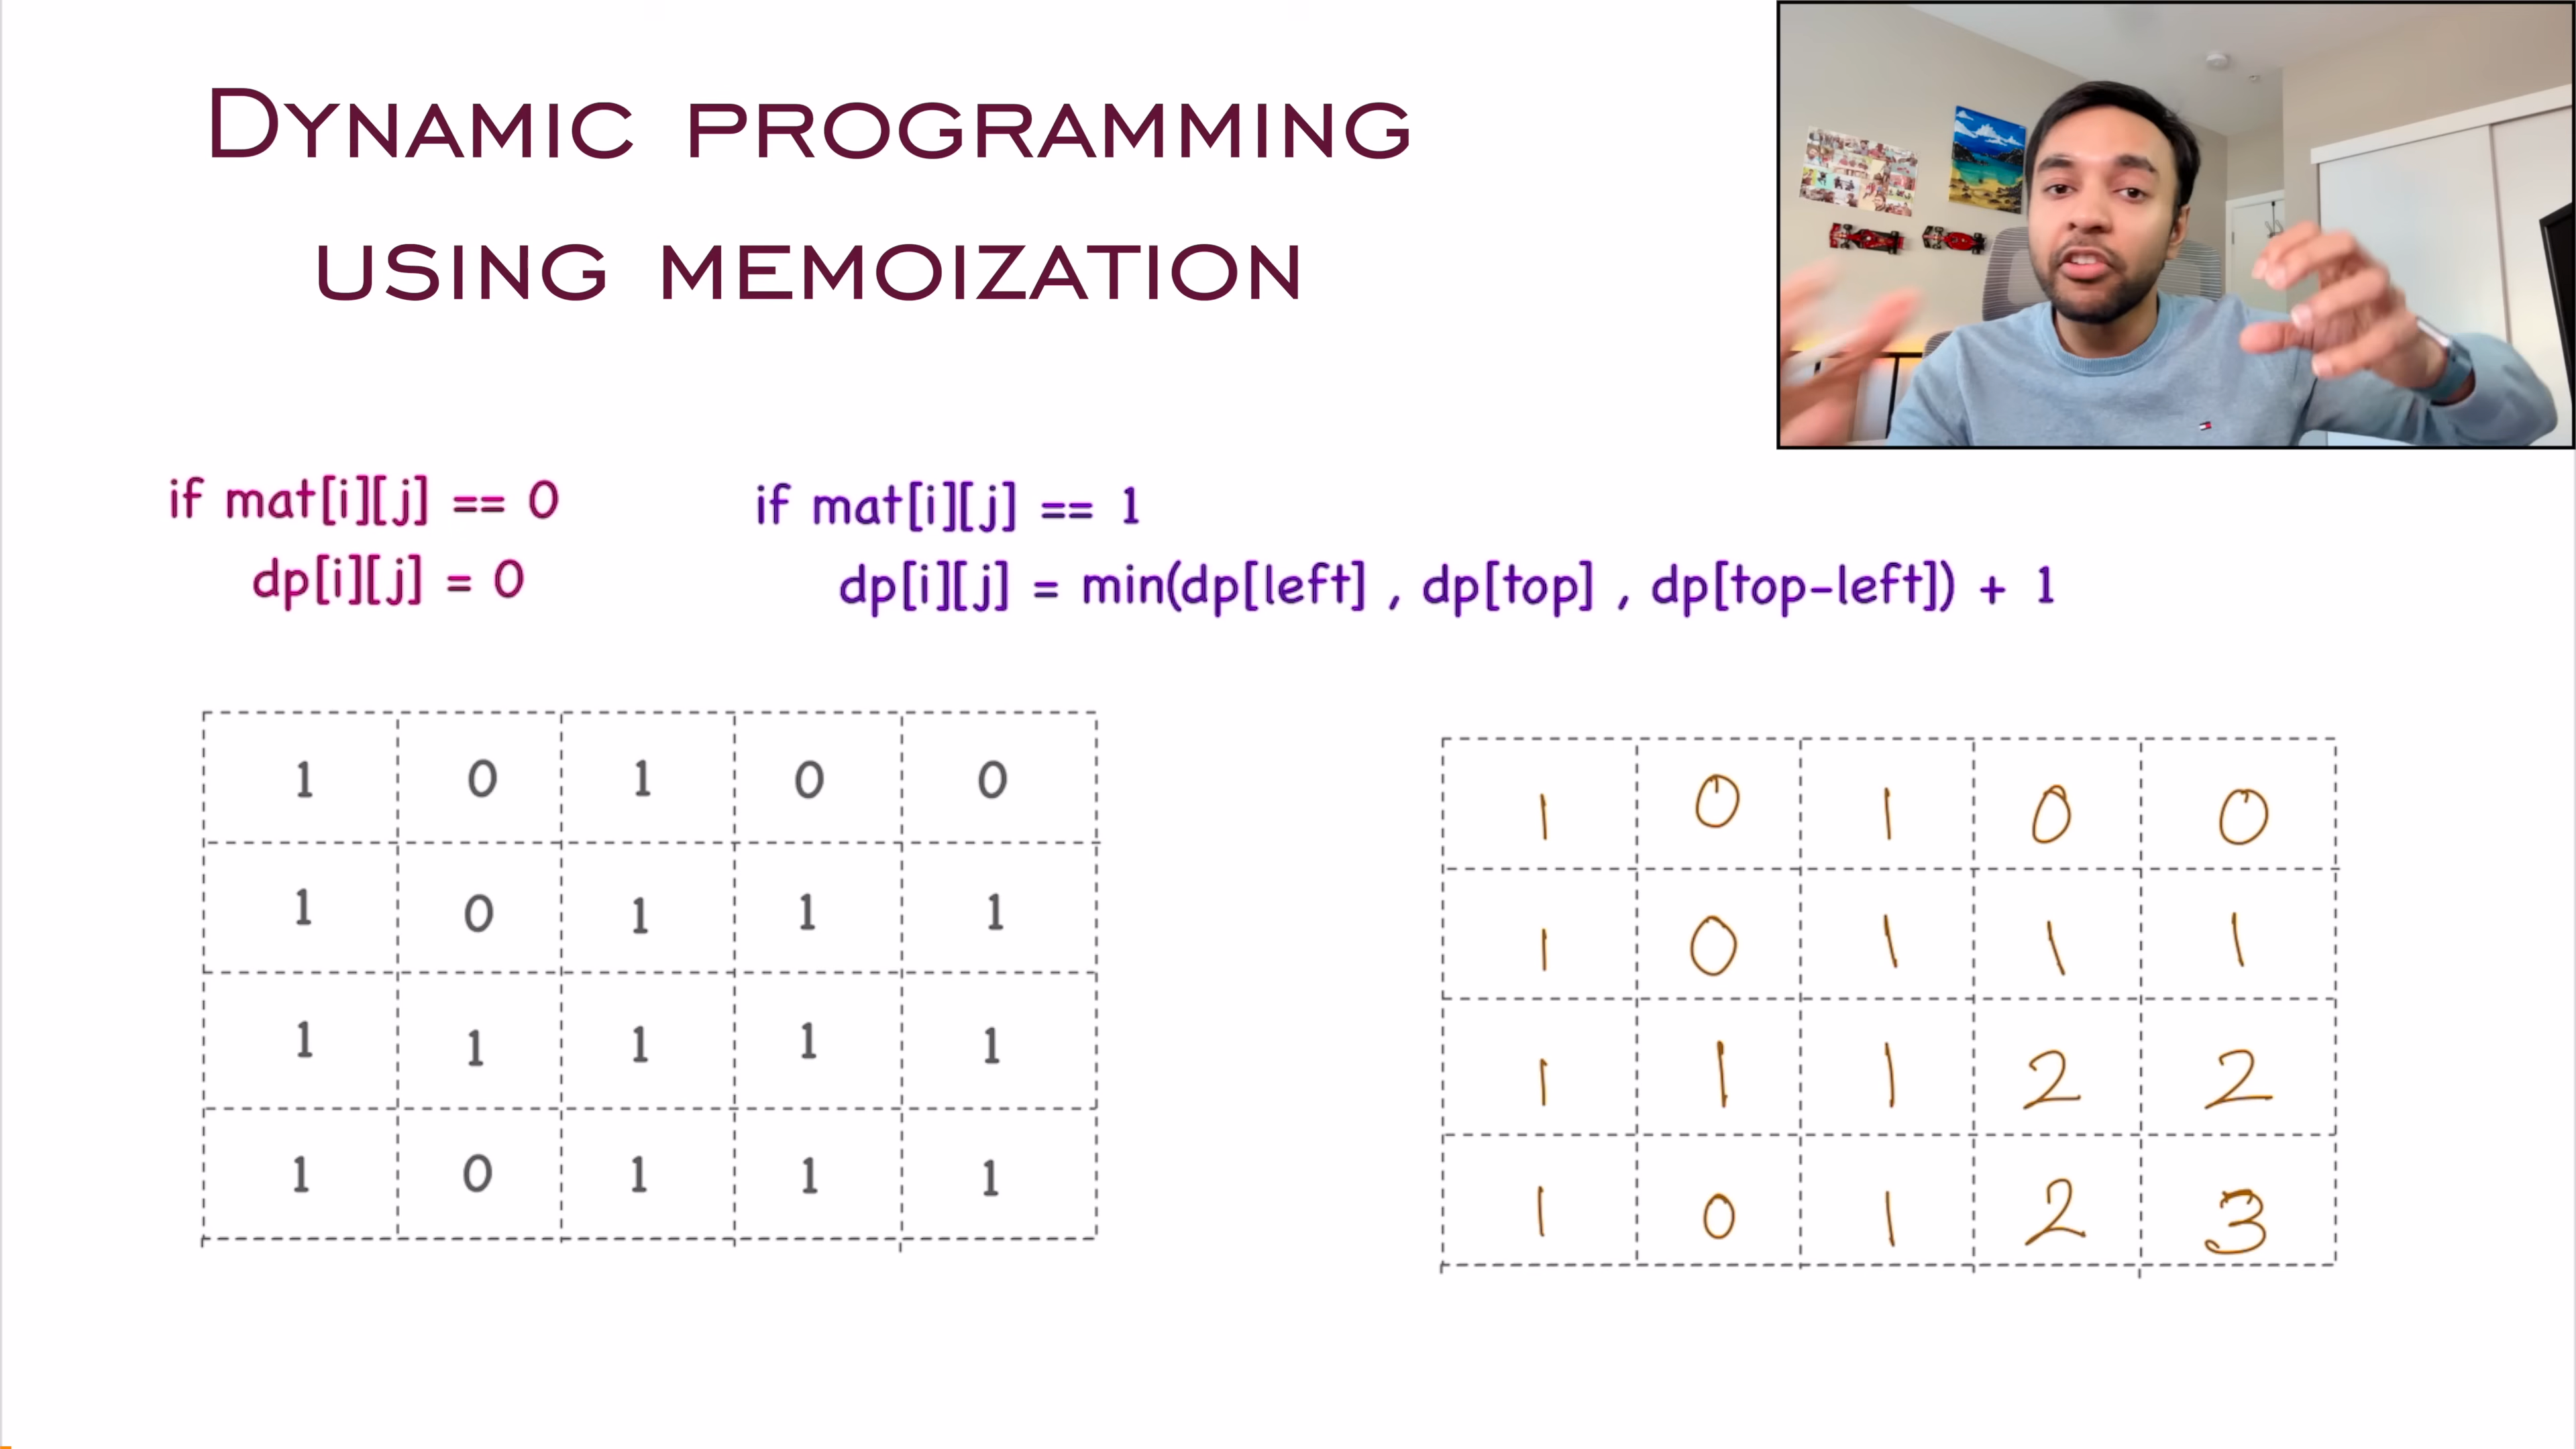 DYNAMIC PROGRAMMING
USING MEMOIZATION
if mat[i][j] == 0
dp[i][j] = 0
if mat[i][j] == 1
dp[i][j] = min(dp[left] , dp[top] , dp[top-left]) + 1
1 0 1 0 0
1 0 1 1 1
1 1 1 1 1
1 0 1 1 1
1 0 1 0 0
1 0 1 1 1
1 1 1 2 2
1 0 1 2 3